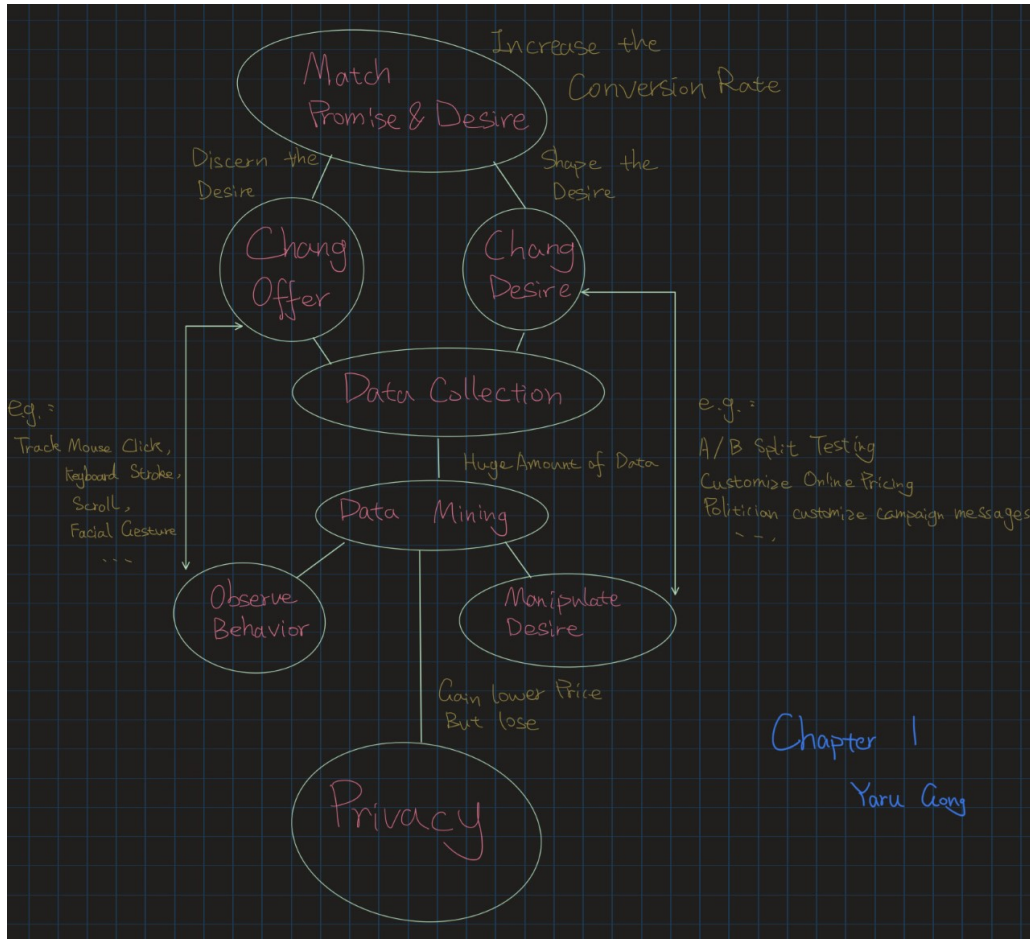 Increase the
Conversion Rate
Match
Promise & Desire
Discern the
Desire
Shape the
Desire
Chang
Offer
Chang
Desire
Data Collection
e.g. :
Track Mouse Click,
Keyboard Stroke,
Scroll,
Facial Gesture
...
e.g. :
A/B Split Testing
Customize Online Pricing
Politician customize campaign messages
...
Huge Amount of Data
Data Mining
Observe
Behavior
Manipulate
Desire
Gain lower Price
But lose
Privacy
Chapter 1
Yaru Gong